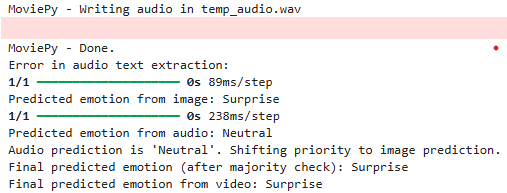 MoviePy - Writing audio in temp_audio.wav
MoviePy - Done.
Error in audio text extraction:
1/1 ━━━━━━━━━━━━━━━━━━━━ 0s 89ms/step
Predicted emotion from image: Surprise
1/1 ━━━━━━━━━━━━━━━━━━━━ 0s 238ms/step
Predicted emotion from audio: Neutral
Audio prediction is 'Neutral'. Shifting priority to image prediction.
Final predicted emotion (after majority check): Surprise
Final predicted emotion from video: Surprise